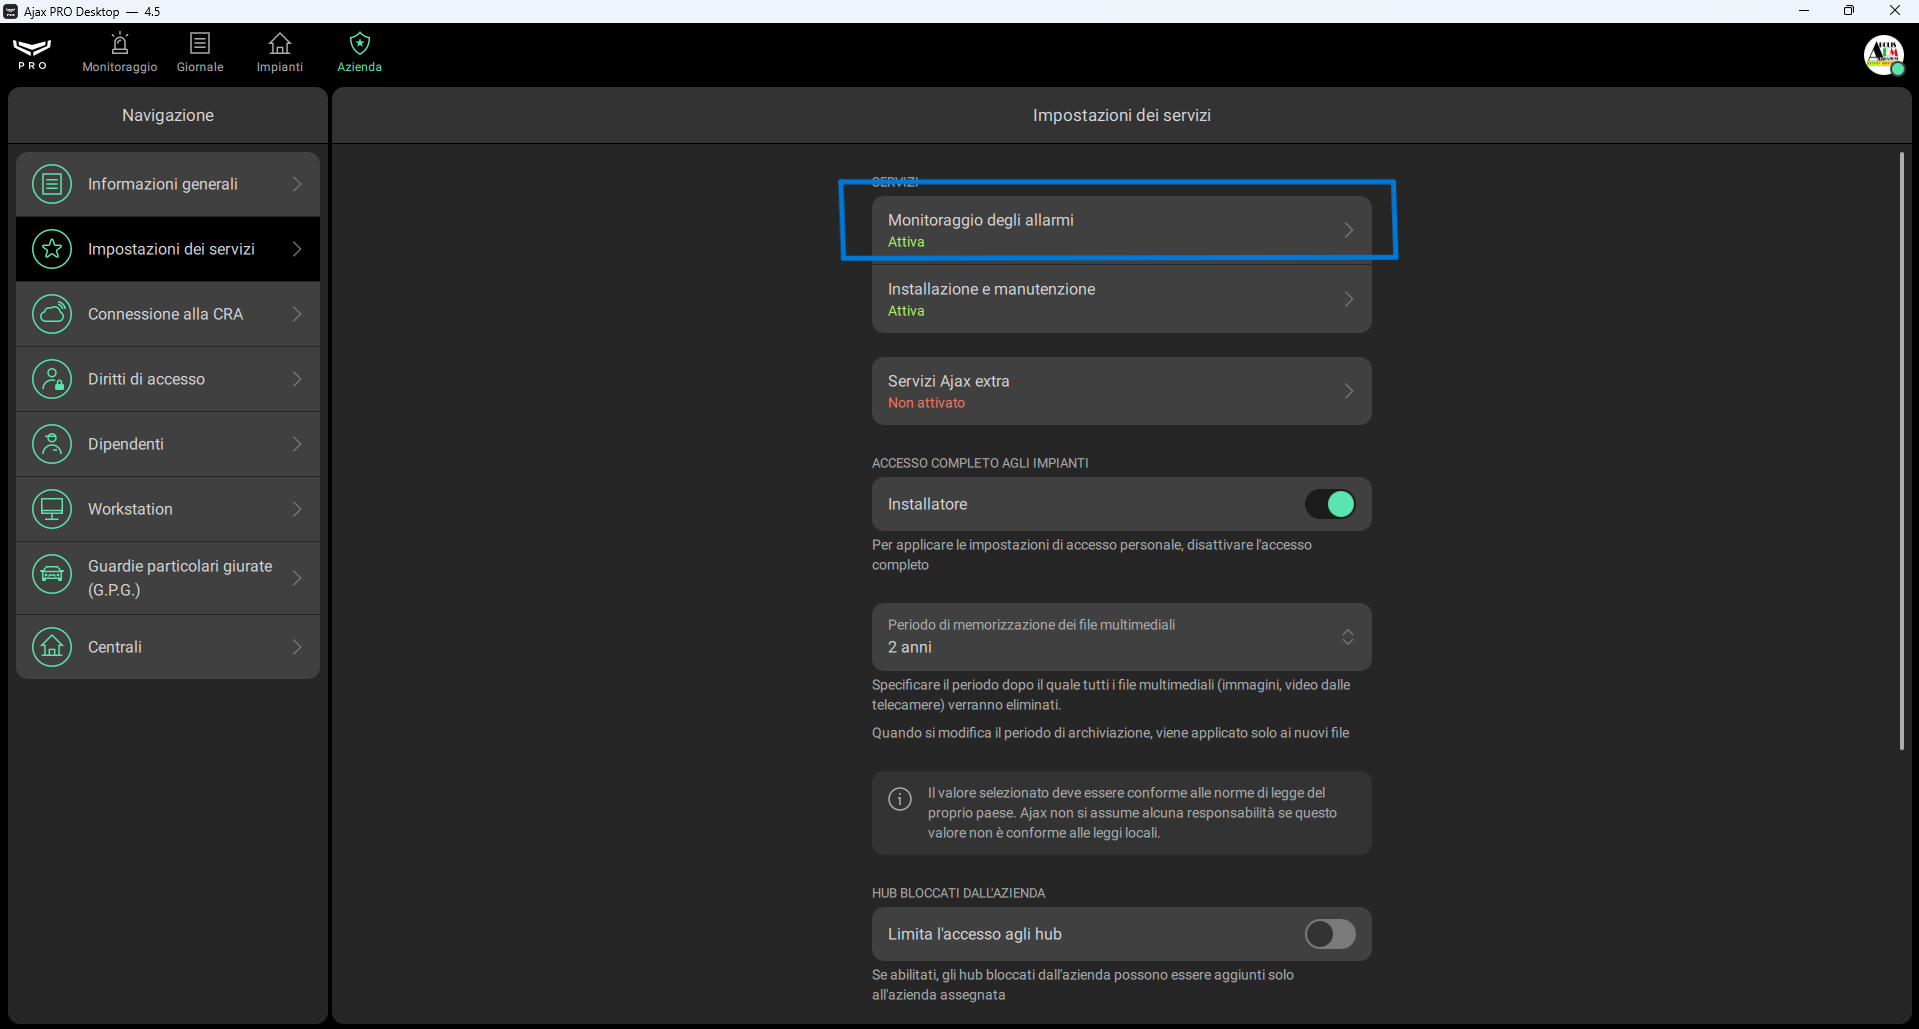 Ajax PRO Desktop — 4.5
PRO
Monitoraggio
Giornale
Impianti
Azienda
Navigazione
Informazioni generali
Impostazioni dei servizi
Connessione alla CRA
Diritti di accesso
Dipendenti
Workstation
Guardie particolari giurate
(G.P.G.)
Centrali
Impostazioni dei servizi
SERVIZI
Monitoraggio degli allarmi
Attiva
Installazione e manutenzione
Attiva
Servizi Ajax extra
Non attivato
ACCESSO COMPLETO AGLI IMPIANTI
Installatore
Per applicare le impostazioni di accesso personale, disattivare l'accesso
completo
Periodo di memorizzazione dei file multimediali
2 anni
Specificare il periodo dopo il quale tutti i file multimediali (immagini, video dalle
telecamere) verranno eliminati.
Quando si modifica il periodo di archiviazione, viene applicato solo ai nuovi file
Il valore selezionato deve essere conforme alle norme di legge del
proprio paese. Ajax non si assume alcuna responsabilità se questo
valore non è conforme alle leggi locali.
HUB BLOCCATI DALL'AZIENDA
Limita l'accesso agli hub
Se abilitati, gli hub bloccati dall'azienda possono essere aggiunti solo
all'azienda assegnata